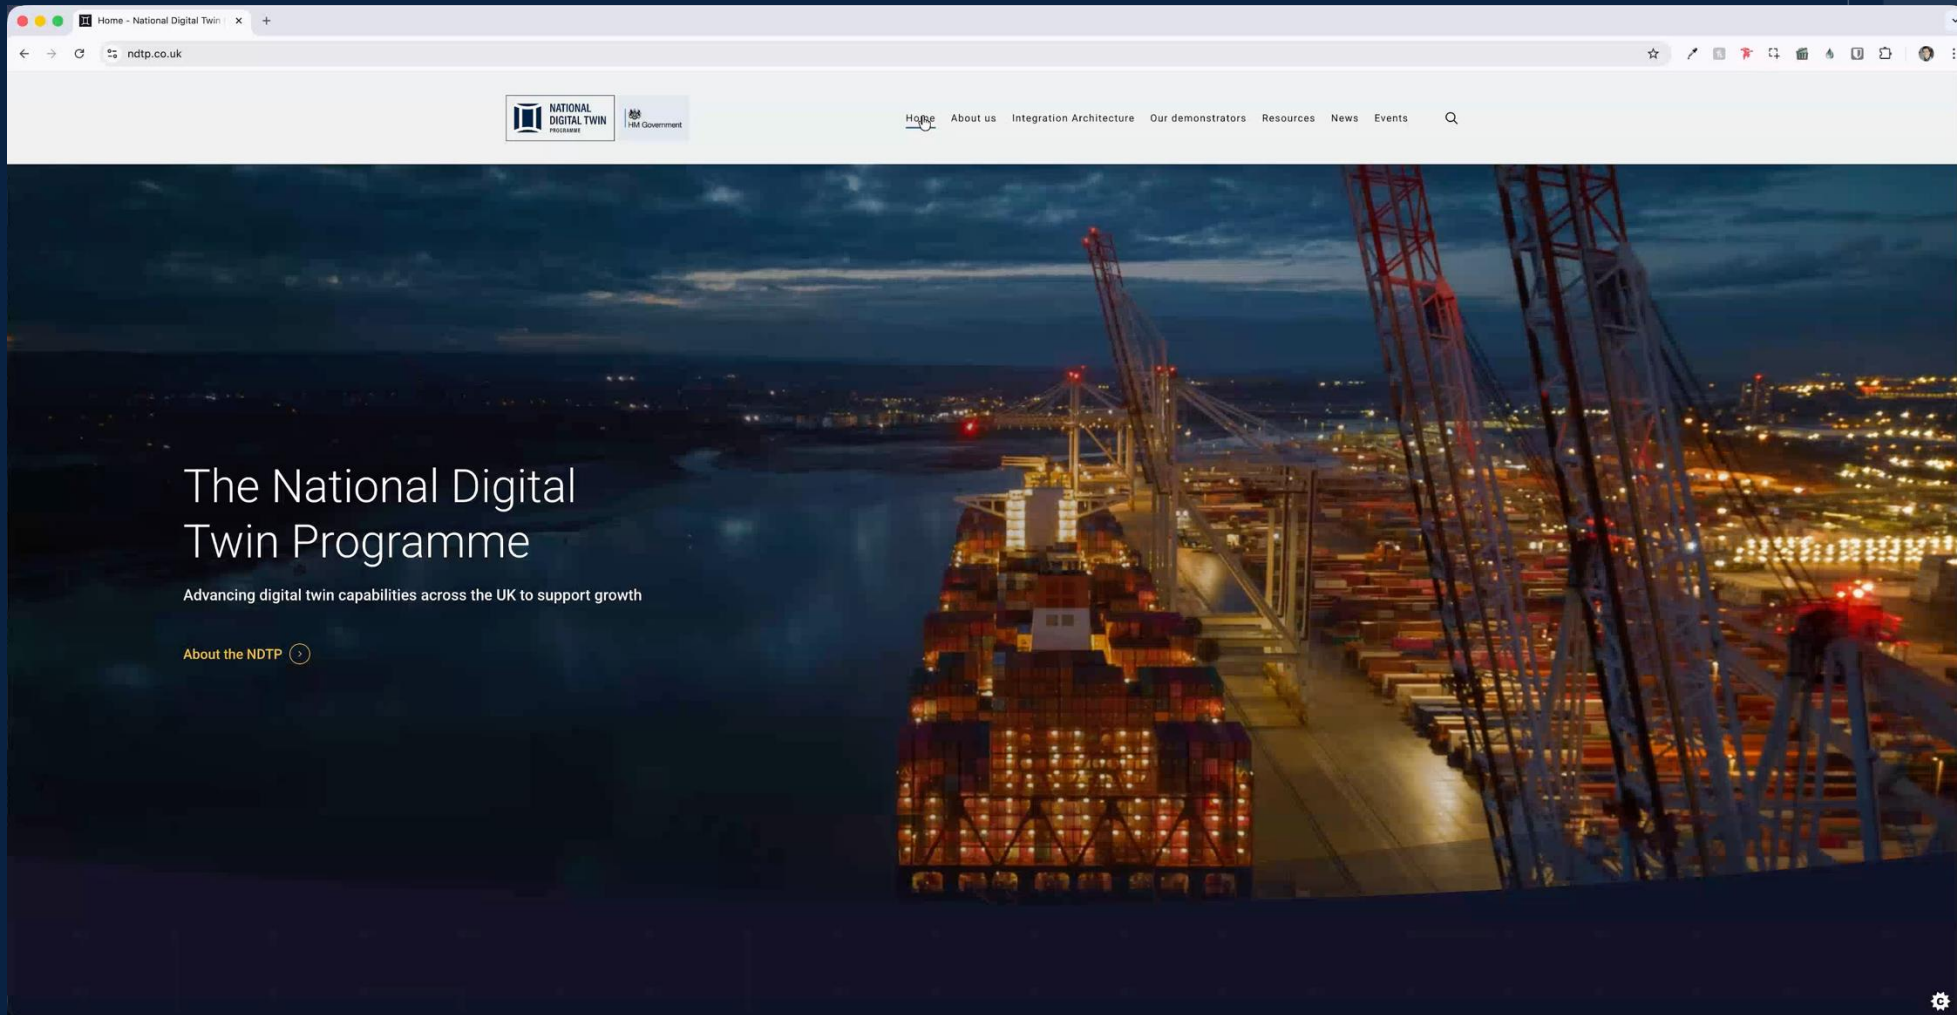 Home - National Digital Twin
ndtp.co.uk
NATIONAL
DIGITAL TWIN
PROGRAMME
HM Government
Home About us Integration Architecture Our demonstrators Resources News Events
The National Digital
Twin Programme
Advancing digital twin capabilities across the UK to support growth
About the NDTP